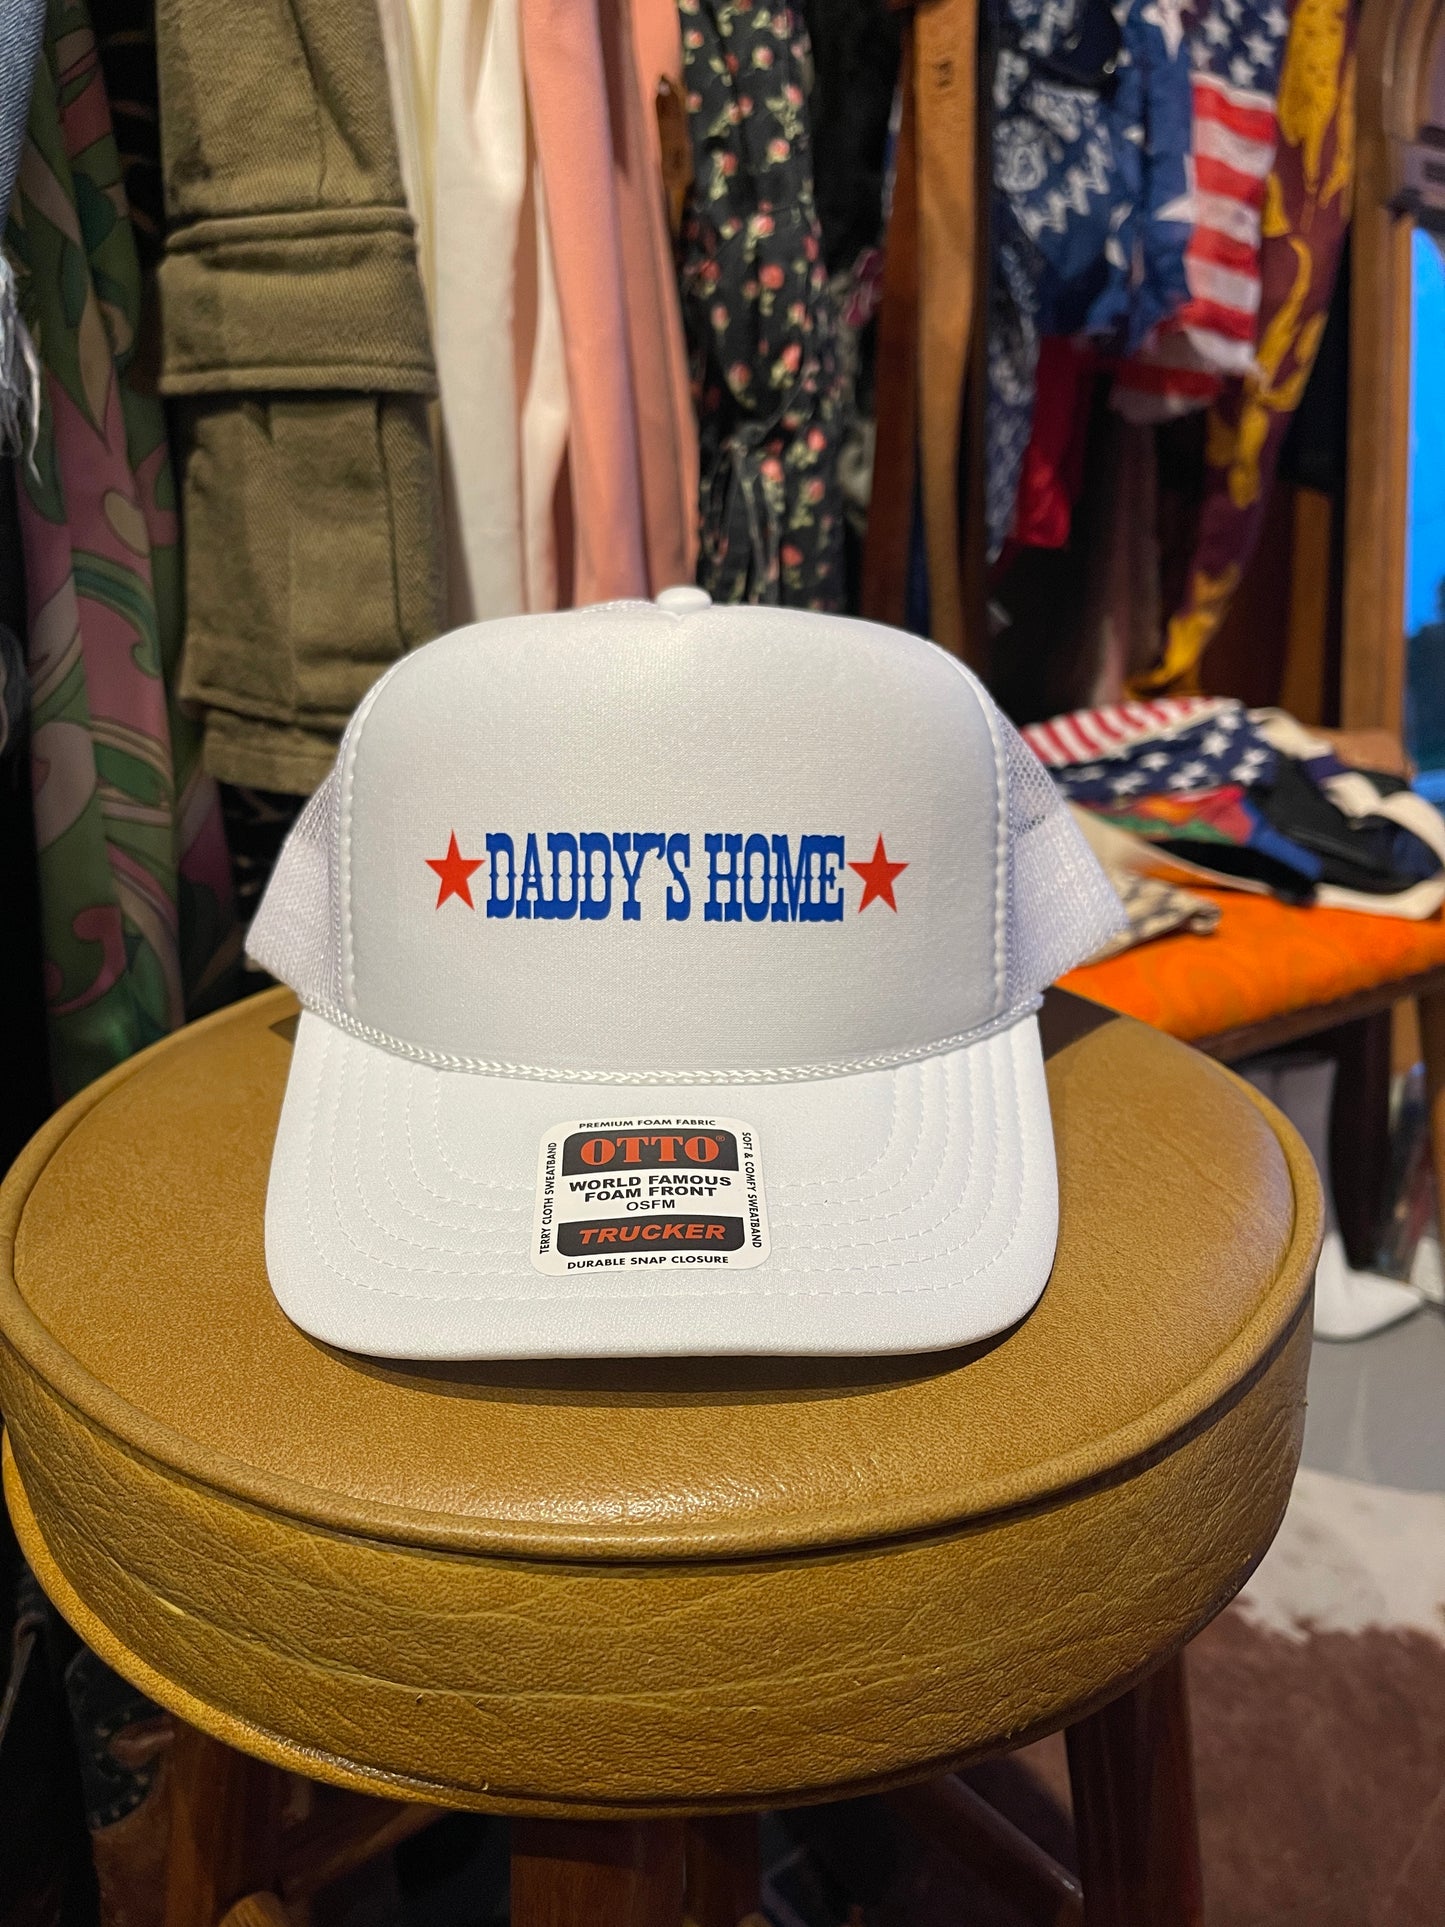 ★DADDY'S HOME★
PREMIUM FOAM FABRIC
OTTO®
WORLD FAMOUS
FOAM FRONT
OSFM
TRUCKER
DURABLE SNAP CLOSURE
TERRY CLOTH SWEATBAND
SOFT & COMFY SWEATBAND